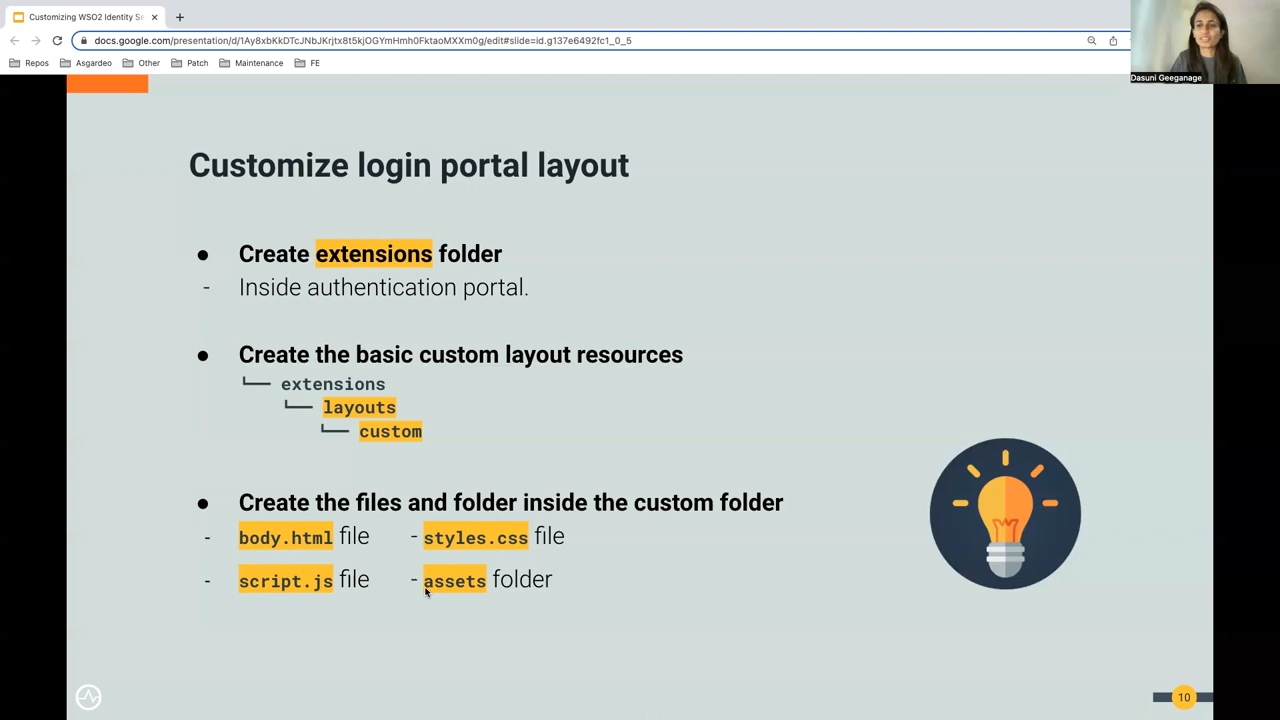 Customizing WSO2 Identity Se
docs.google.com/presentation/d/1Ay8xbKkDTcJNbJKrjtx8t5kjOGYmHmh0FktaoMXXm0g/edit#slide=id.g137e6492fc1_0_5
Repos Asgardeo Other Patch Maintenance FE
Dasuni Geeganage
Customize login portal layout
● Create extensions folder
- Inside authentication portal.
● Create the basic custom layout resources
└── extensions
└── layouts
└── custom
● Create the files and folder inside the custom folder
- body.html file - styles.css file
- script.js file - assets folder
10